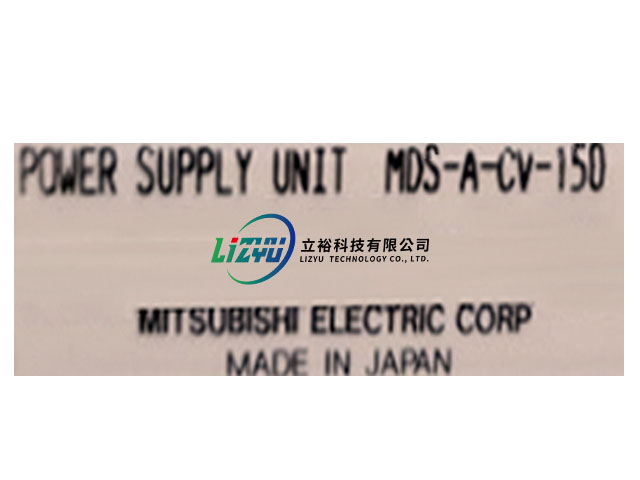 POWER SUPPLY UNIT MDS-A-CV-150
LIZYU 立裕科技有限公司
LIZYU TECHNOLOGY CO., LTD.
MITSUBISHI ELECTRIC CORP
MADE IN JAPAN